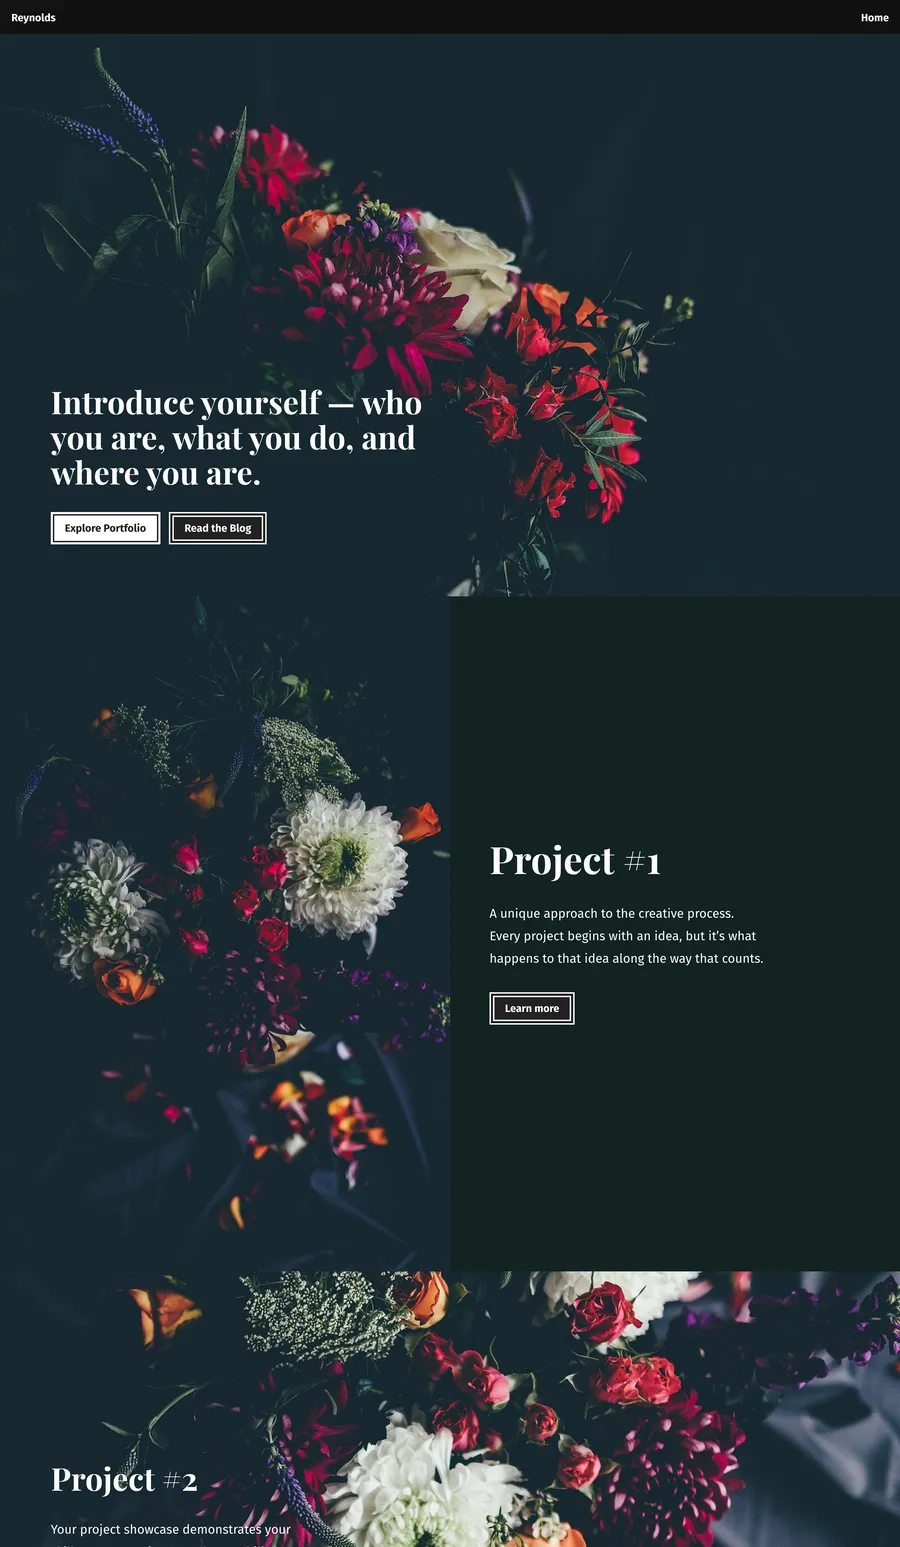 Reynolds
Home
Introduce yourself — who
you are, what you do, and
where you are.
Explore Portfolio
Read the Blog
Project #1
A unique approach to the creative process.
Every project begins with an idea, but it’s what
happens to that idea along the way that counts.
Learn more
Project #2
Your project showcase demonstrates your